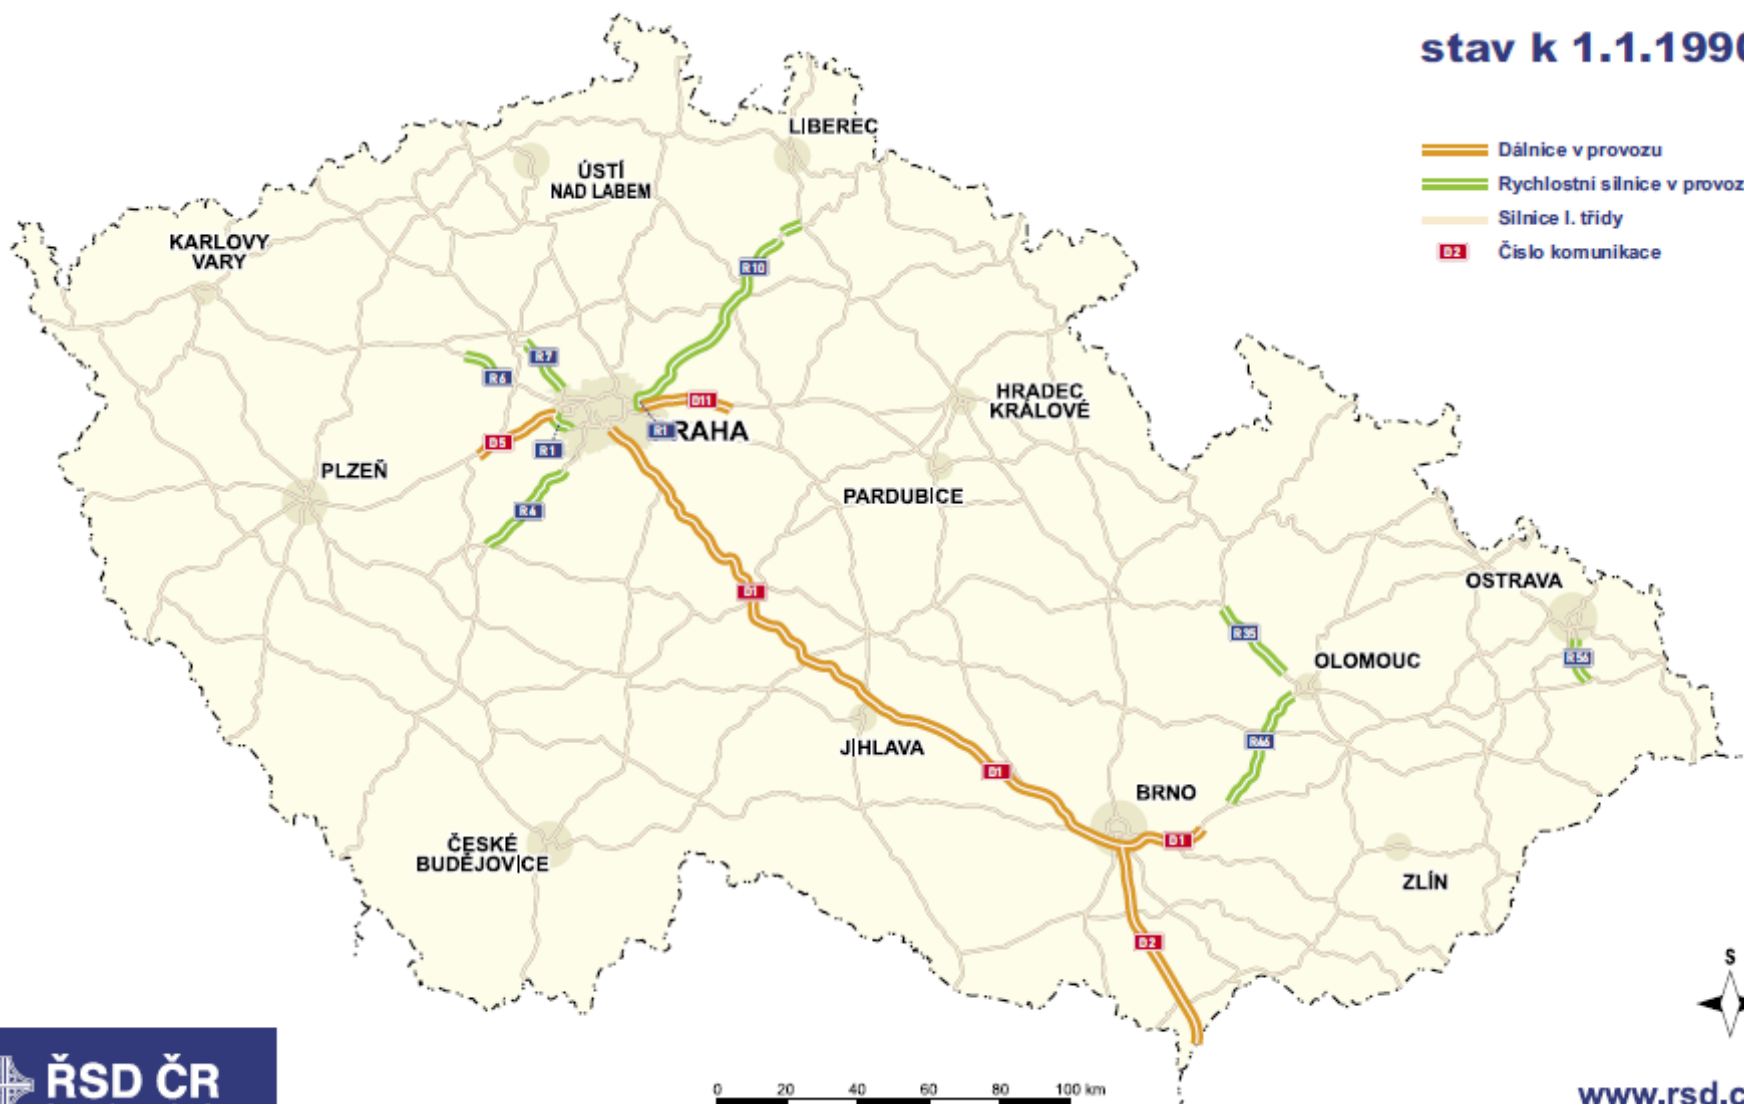 stav k 1.1.1990
Dálnice v provozu
Rychlostní silnice v provoz
Silnice I. třídy
D2 Číslo komunikace
LIBEREC
ÚSTÍ
NAD LABEM
KARLOVY
VARY
R10
R7
R6
HRADEC
KRÁLOVÉ
D11
R1
PRAHA
D5
R1
PLZEŇ
PARDUBICE
R4
OSTRAVA
D1
R35
OLOMOUC
R56
R46
JIHLAVA
D1
BRNO
D1
ČESKÉ
BUDĚJOVICE
ZLÍN
D2
S
ŘSD ČR
0 20 40 60 80 100 km
www.rsd.c